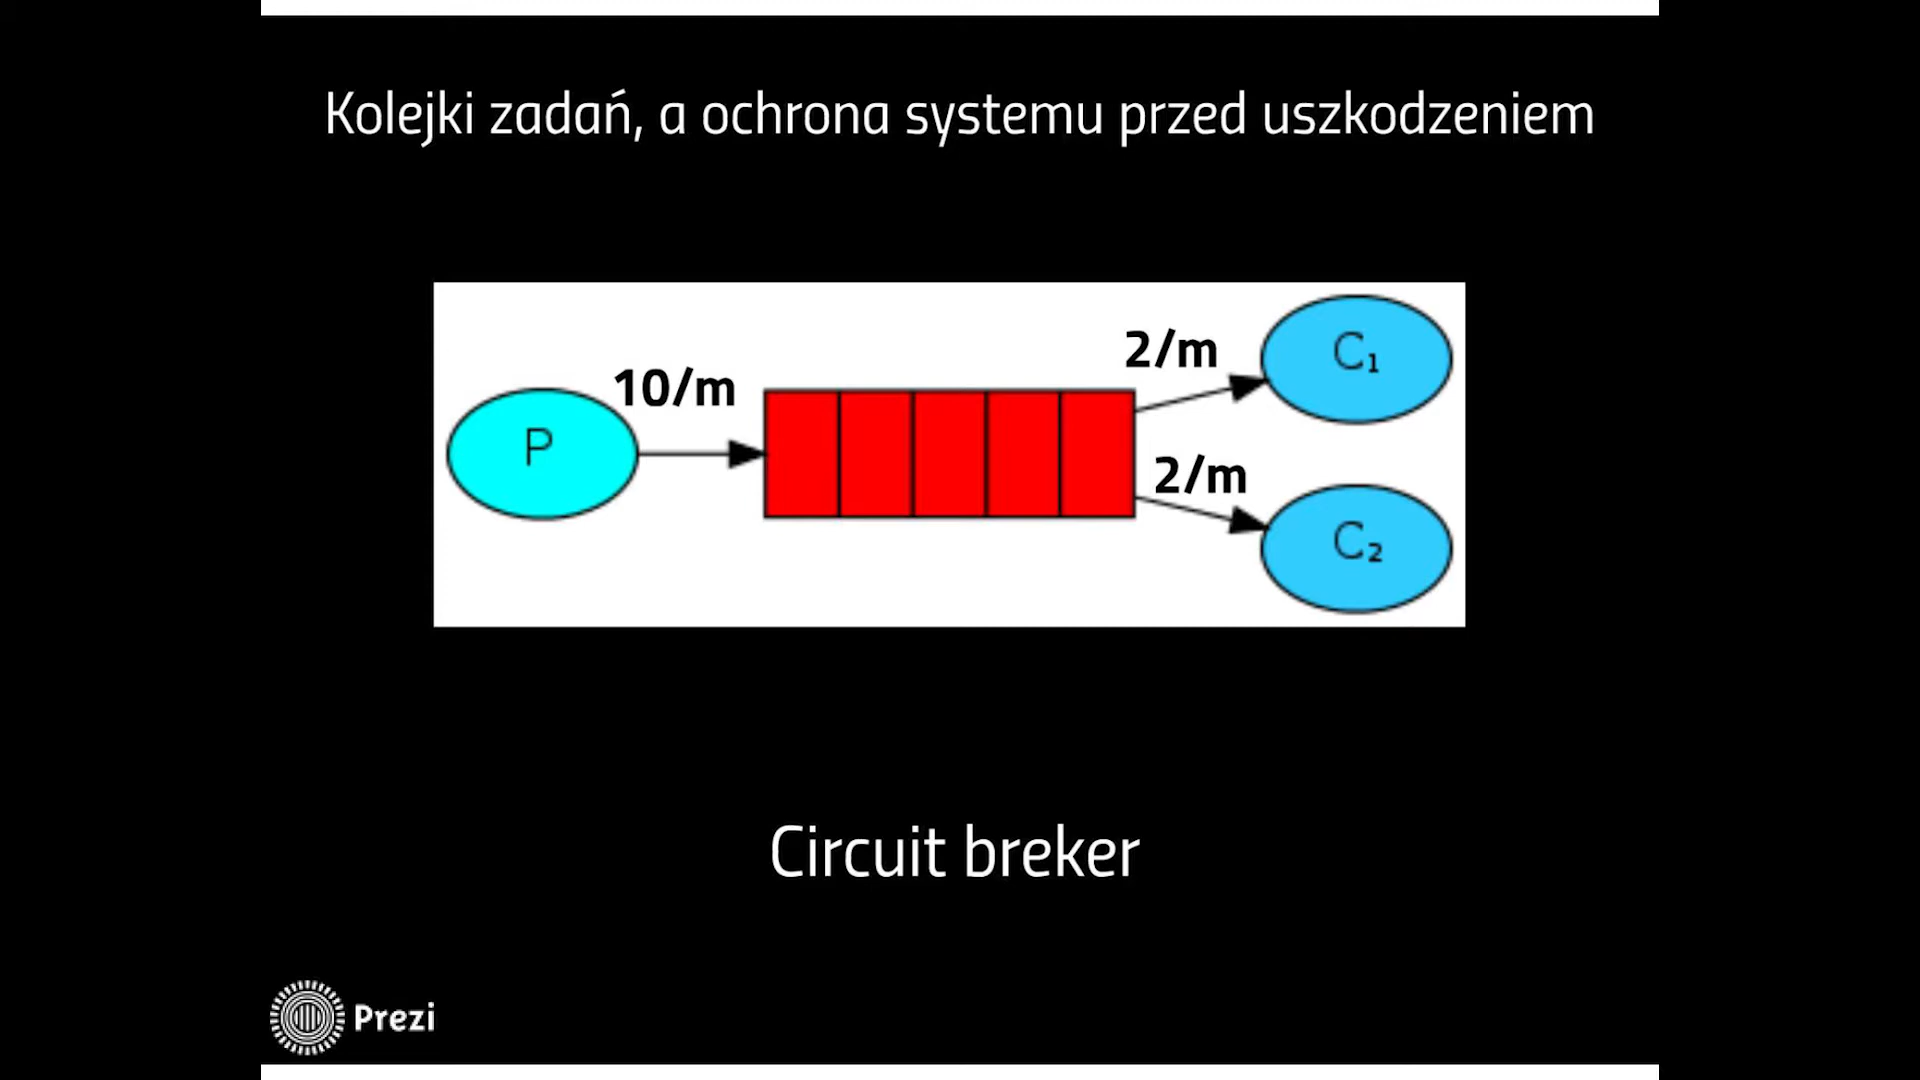 Kolejki zadań, a ochrona systemu przed uszkodzeniem
10/m
P
2/m
C₁
2/m
C₂
Circuit breker
Prezi